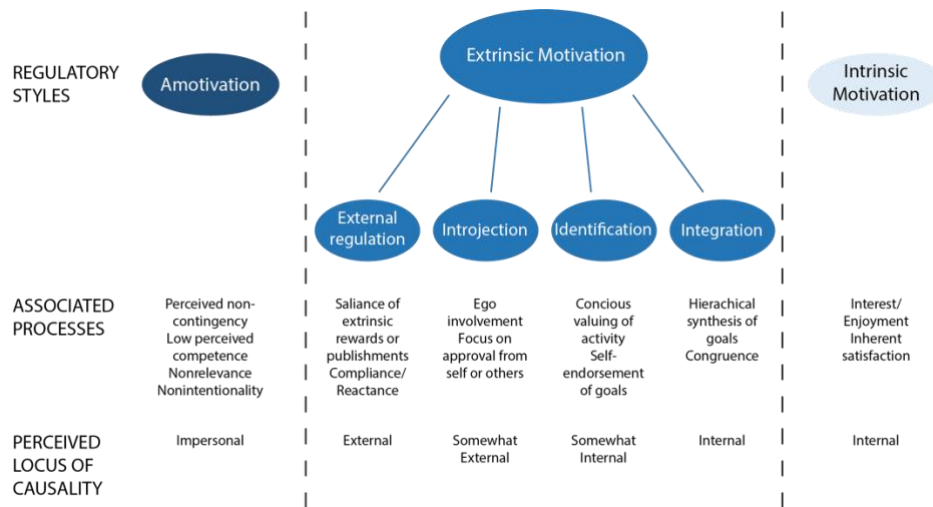 REGULATORY
STYLES
Amotivation
Extrinsic Motivation
Intrinsic
Motivation
External
regulation
Introjection
Identification
Integration
ASSOCIATED
PROCESSES
Perceived non-
contingency
Low perceived
competence
Nonrelevance
Nonintentionality
Saliance of
extrinsic
rewards or
publishments
Compliance/
Reactance
Ego
involvement
Focus on
approval from
self or others
Concious
valuing of
activity
Self-
endorsement
of goals
Hierachical
synthesis of
goals
Congruence
Interest/
Enjoyment
Inherent
satisfaction
PERCEIVED
LOCUS OF
CAUSALITY
Impersonal
External
Somewhat
External
Somewhat
Internal
Internal
Internal